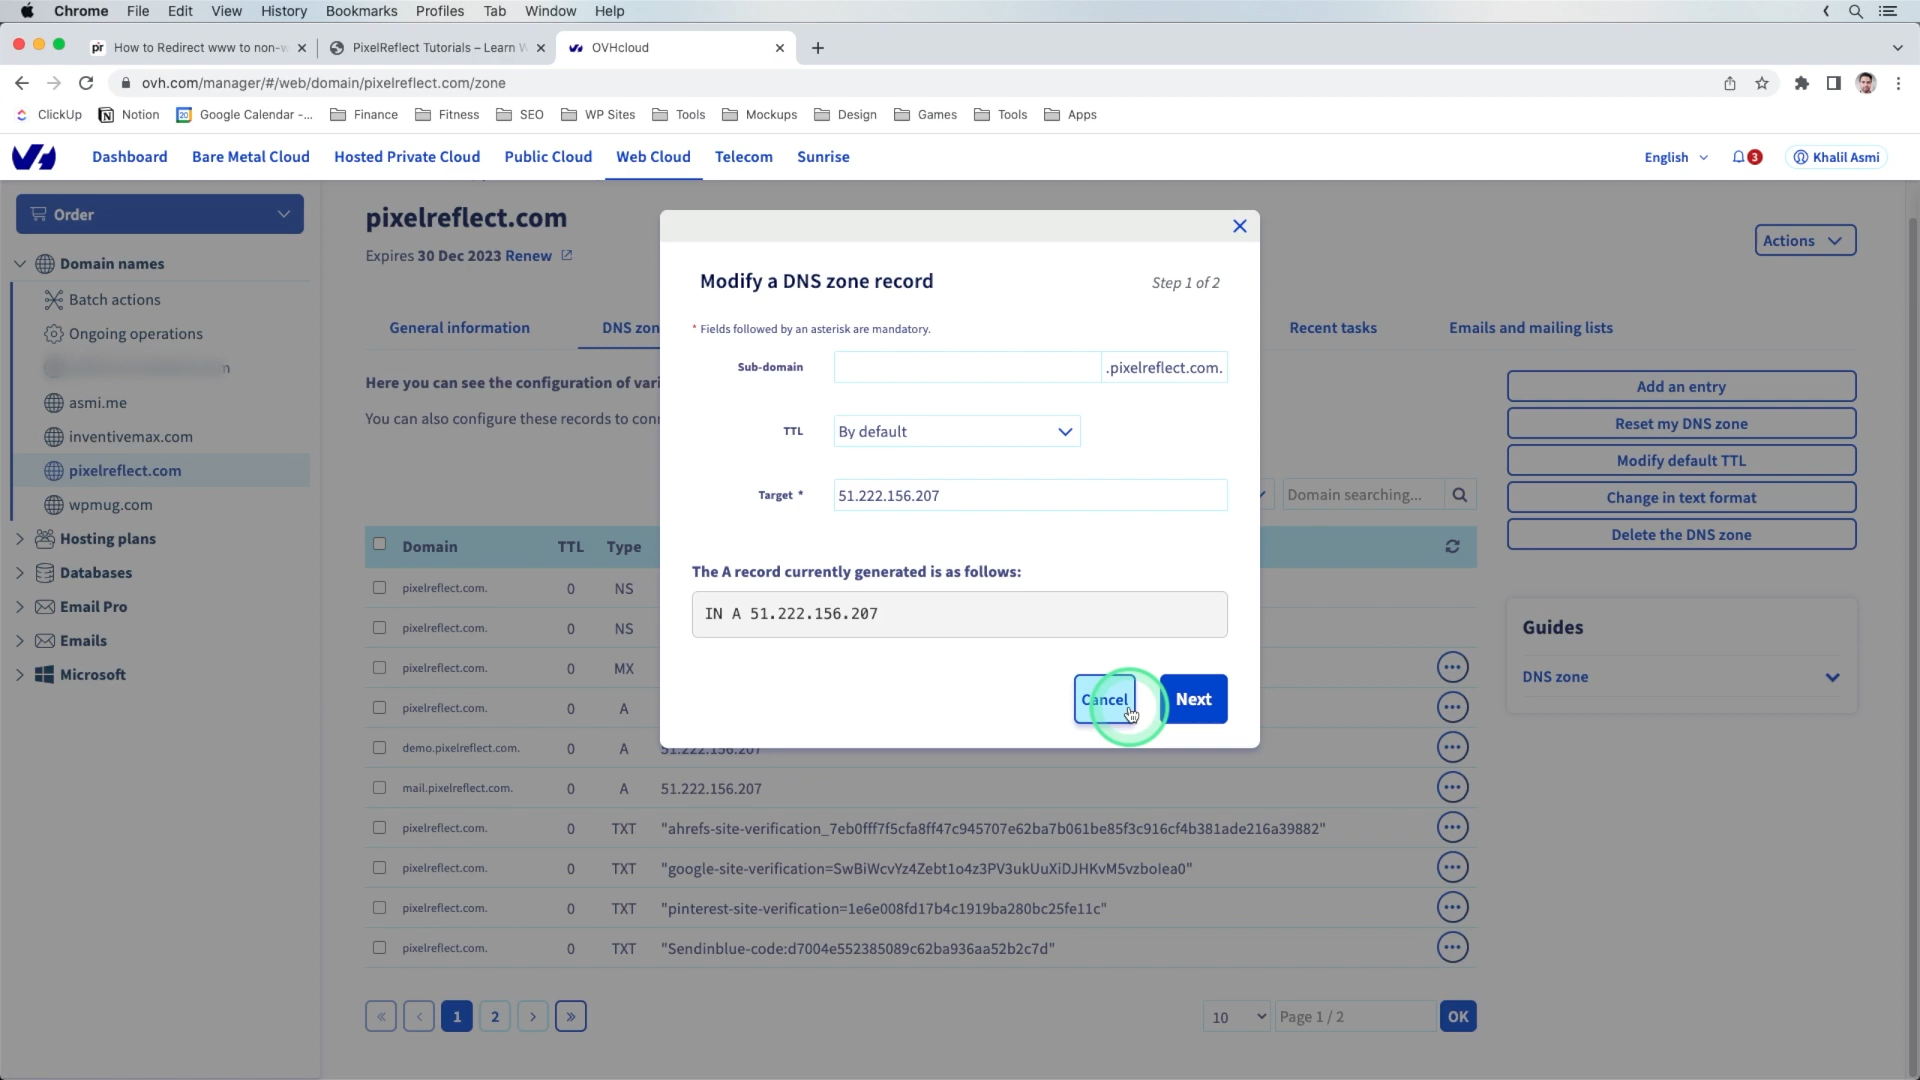 Chrome File Edit View History Bookmarks Profiles Tab Window Help
pr How to Redirect www to non-w
PixelReflect Tutorials – Learn W
OVHcloud
ovh.com/manager/#/web/domain/pixelreflect.com/zone
ClickUp Notion Google Calendar -... Finance Fitness SEO WP Sites Tools Mockups Design Games Tools Apps
Dashboard Bare Metal Cloud Hosted Private Cloud Public Cloud Web Cloud Telecom Sunrise English 3 Khalil Asmi
Order
Domain names
Batch actions
Ongoing operations
asmi.me
inventivemax.com
pixelreflect.com
wpmug.com
Hosting plans
Databases
Email Pro
Emails
Microsoft
pixelreflect.com
Expires 30 Dec 2023 Renew
Actions
General information DNS zon Recent tasks Emails and mailing lists
Here you can see the configuration of vari
You can also configure these records to conn
Domain searching...
Domain TTL Type
pixelreflect.com. 0 NS
pixelreflect.com. 0 NS
pixelreflect.com. 0 MX
pixelreflect.com. 0 A
demo.pixelreflect.com. 0 A 51.222.156.207
mail.pixelreflect.com. 0 A 51.222.156.207
pixelreflect.com. 0 TXT "ahrefs-site-verification_7eb0fff7f5cfa8ff47c945707e62ba7b061be85f3c916cf4b381ade216a39882"
pixelreflect.com. 0 TXT "google-site-verification=SwBiWcvYz4Zebt1o4z3PV3ukUuXiDJHKvM5vzboIea0"
pixelreflect.com. 0 TXT "pinterest-site-verification=1e6e008fd17b4c1919ba280bc25fe11c"
pixelreflect.com. 0 TXT "Sendinblue-code:d7004e552385089c62ba936aa52b2c7d"
« ‹ 1 2 › » 10 Page 1 / 2 OK
Modify a DNS zone record Step 1 of 2
* Fields followed by an asterisk are mandatory.
Sub-domain .pixelreflect.com.
TTL By default
Target * 51.222.156.207
The A record currently generated is as follows:
IN A 51.222.156.207
Cancel Next
Add an entry
Reset my DNS zone
Modify default TTL
Change in text format
Delete the DNS zone
Guides
DNS zone